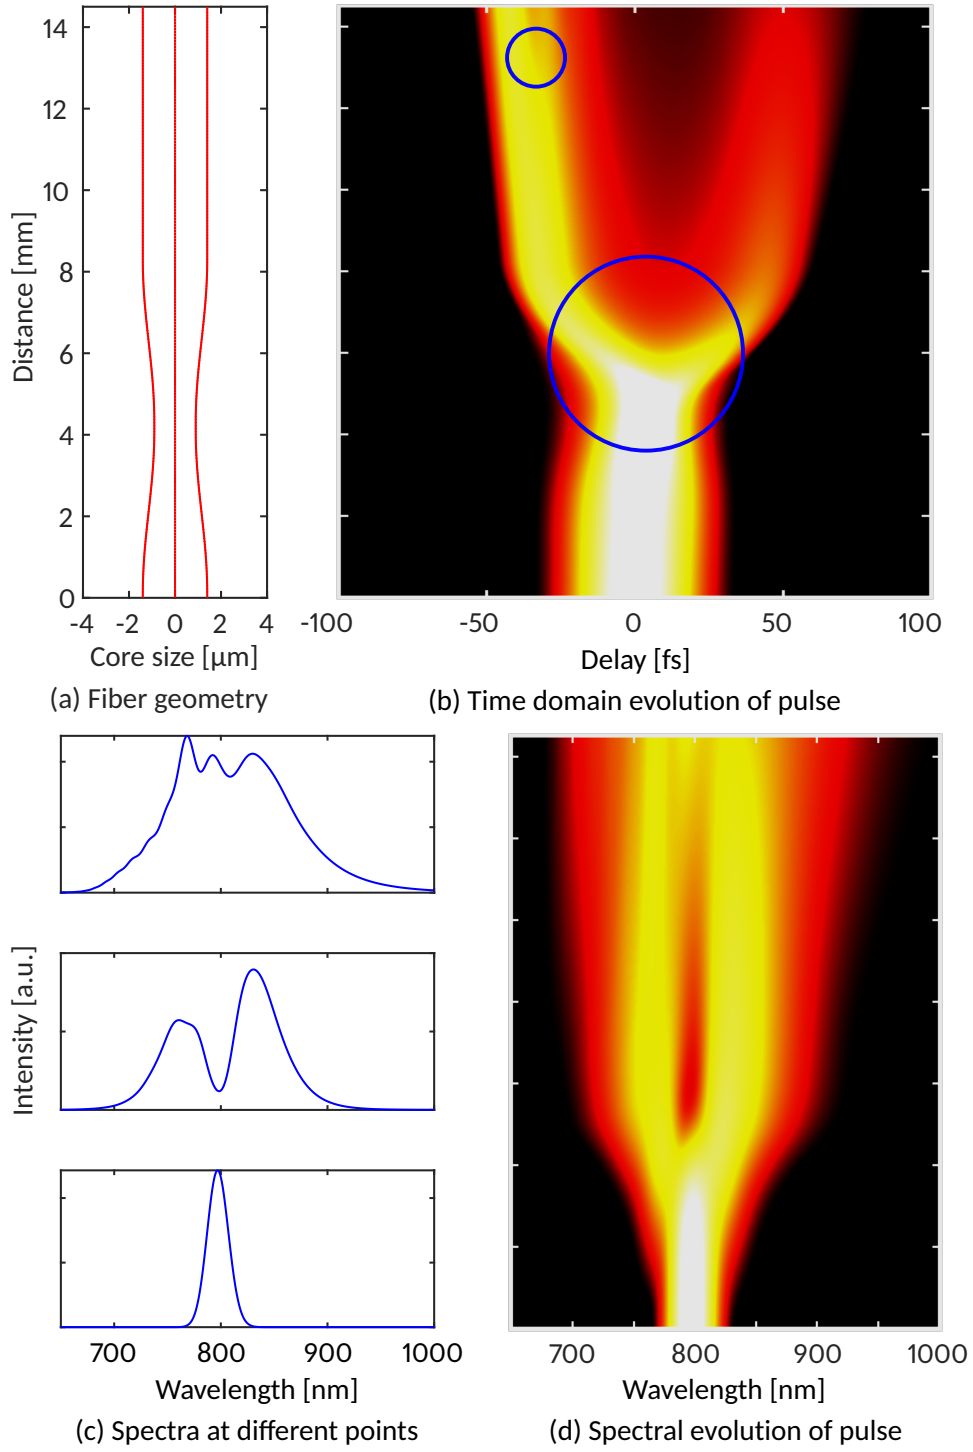 14
12
10
8
6
4
2
0
Distance [mm]
-4 -2 0 2 4
Core size [µm]
(a) Fiber geometry
-100 -50 0 50 100
Delay [fs]
(b) Time domain evolution of pulse
Intensity [a.u.]
700 800 900 1000
Wavelength [nm]
(c) Spectra at different points
700 800 900 1000
Wavelength [nm]
(d) Spectral evolution of pulse